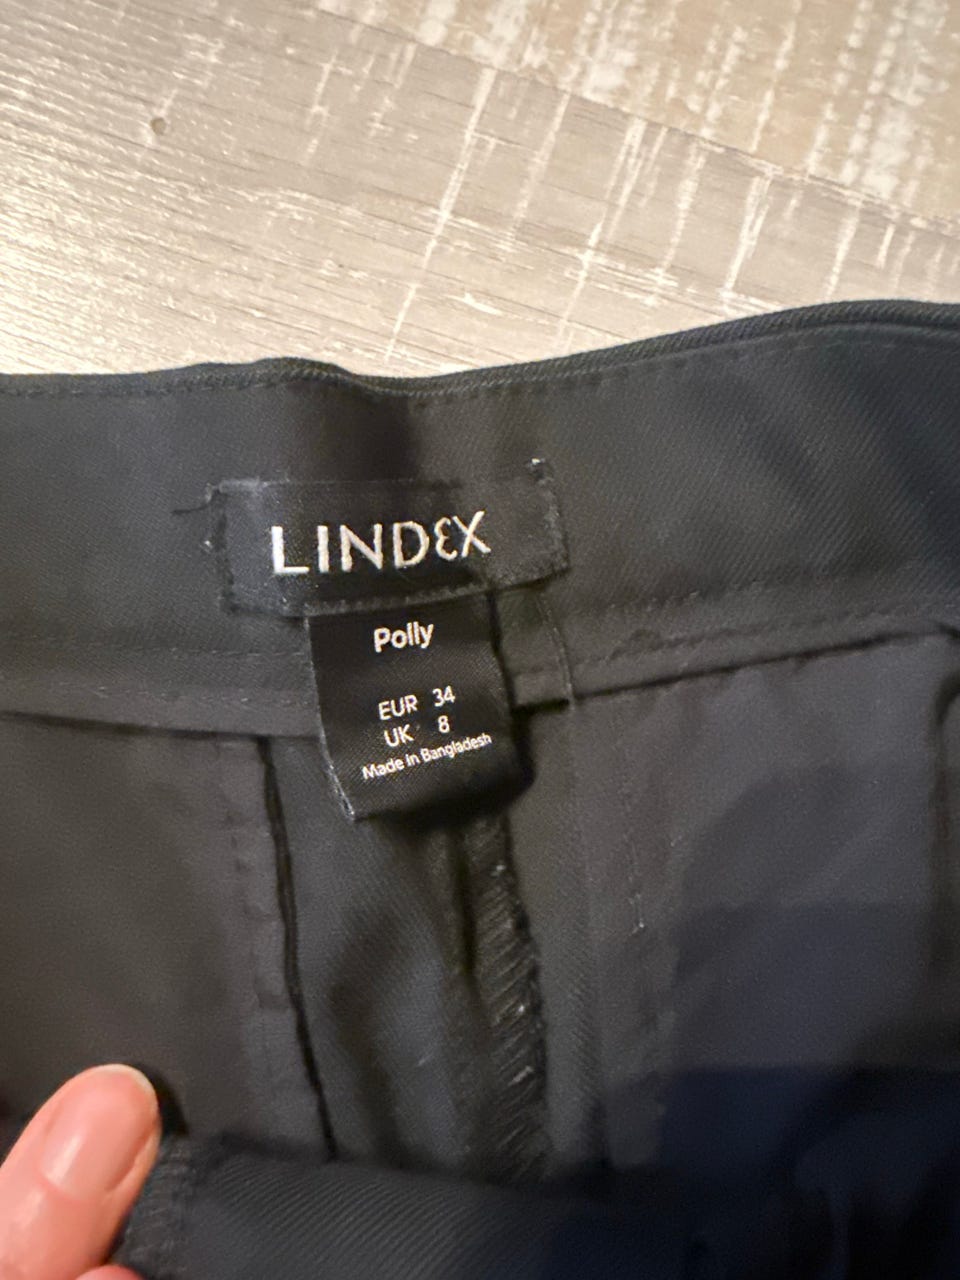 LINDEX
Polly
EUR 34
UK 8
Made in Bangladesh